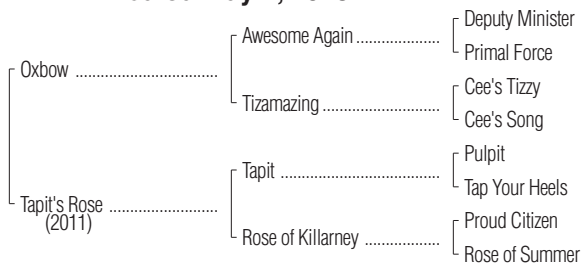 Deputy Minister
Awesome Again ....................
Primal Force
Oxbow ..................................
Cee's Tizzy
Tizamazing ...........................
Cee's Song
Pulpit
Tapit ......................................
Tap Your Heels
Tapit's Rose ..........................
(2011)
Proud Citizen
Rose of Killarney ..................
Rose of Summer